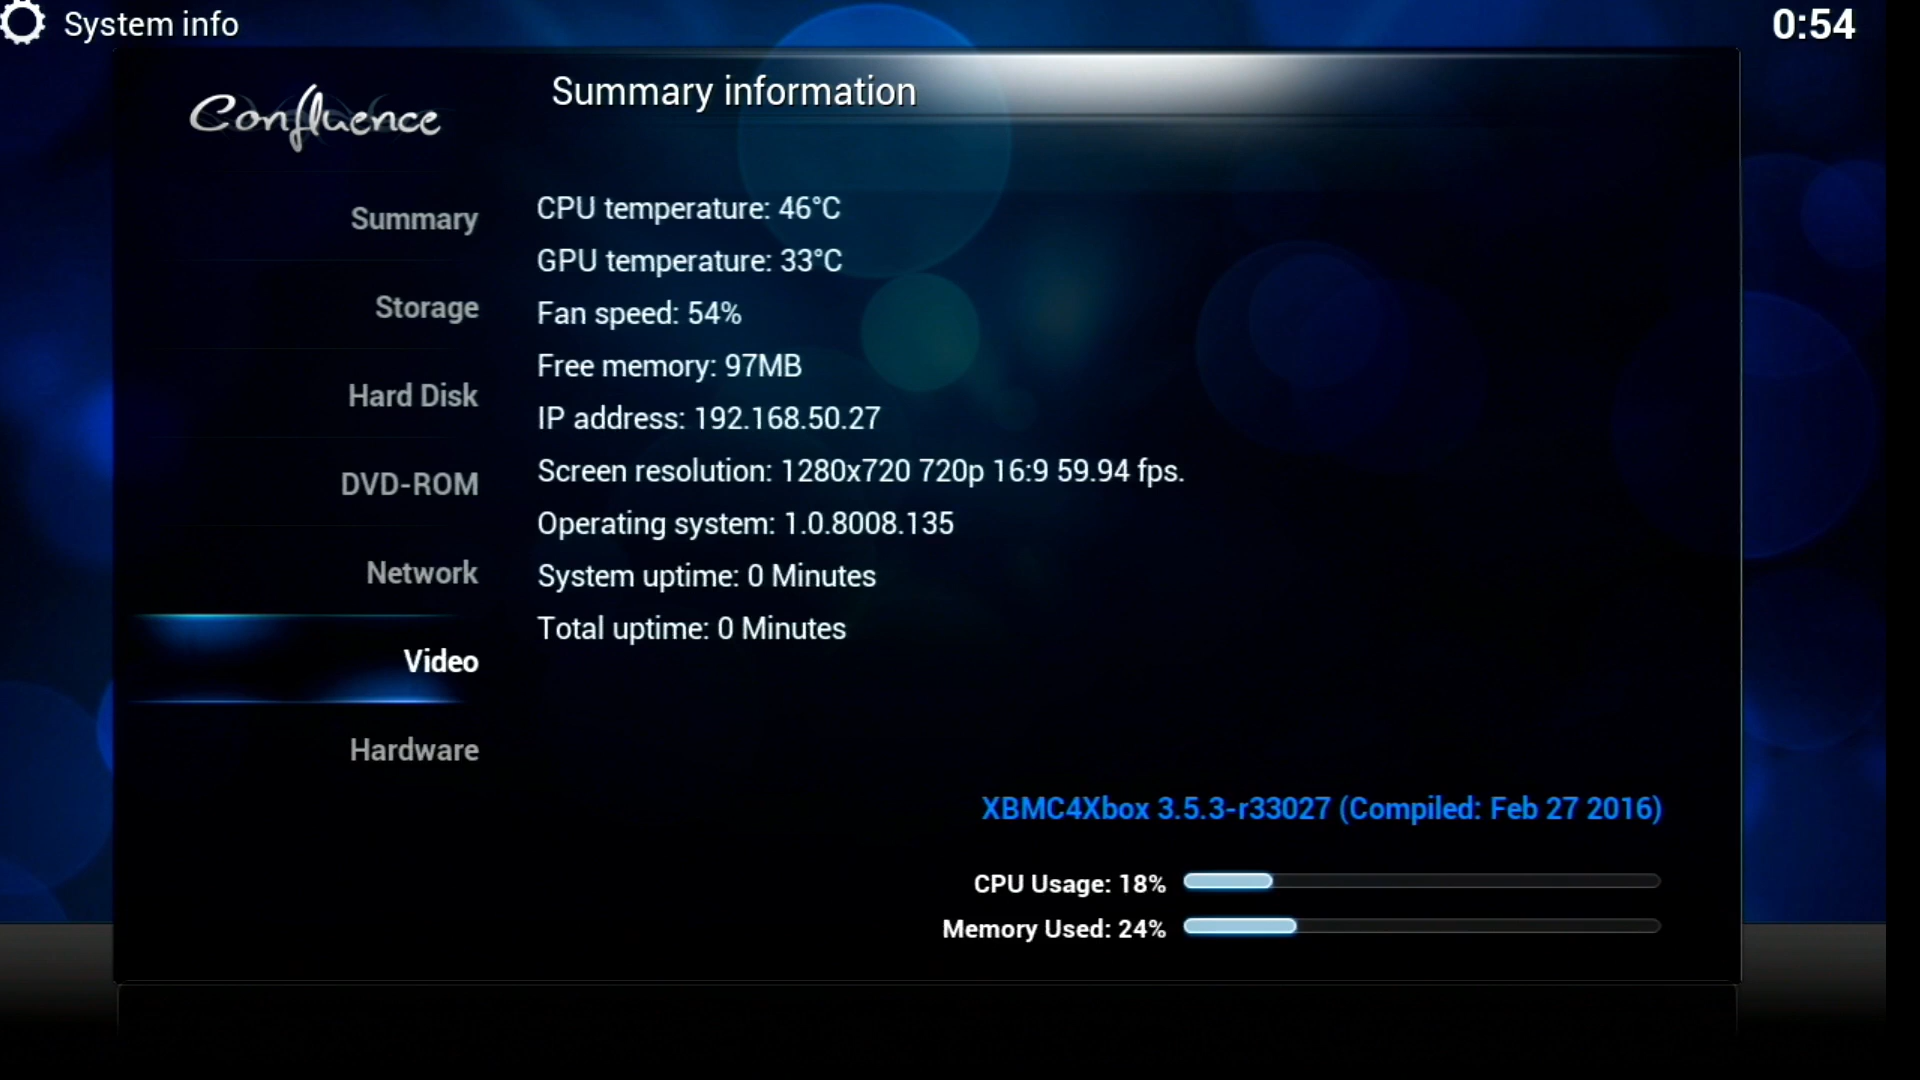 System info
0:54
Confluence
Summary information
Summary
Storage
Hard Disk
DVD-ROM
Network
Video
Hardware
CPU temperature: 46°C
GPU temperature: 33°C
Fan speed: 54%
Free memory: 97MB
IP address: 192.168.50.27
Screen resolution: 1280x720 720p 16:9 59.94 fps.
Operating system: 1.0.8008.135
System uptime: 0 Minutes
Total uptime: 0 Minutes
XBMC4Xbox 3.5.3-r33027 (Compiled: Feb 27 2016)
CPU Usage: 18%
Memory Used: 24%